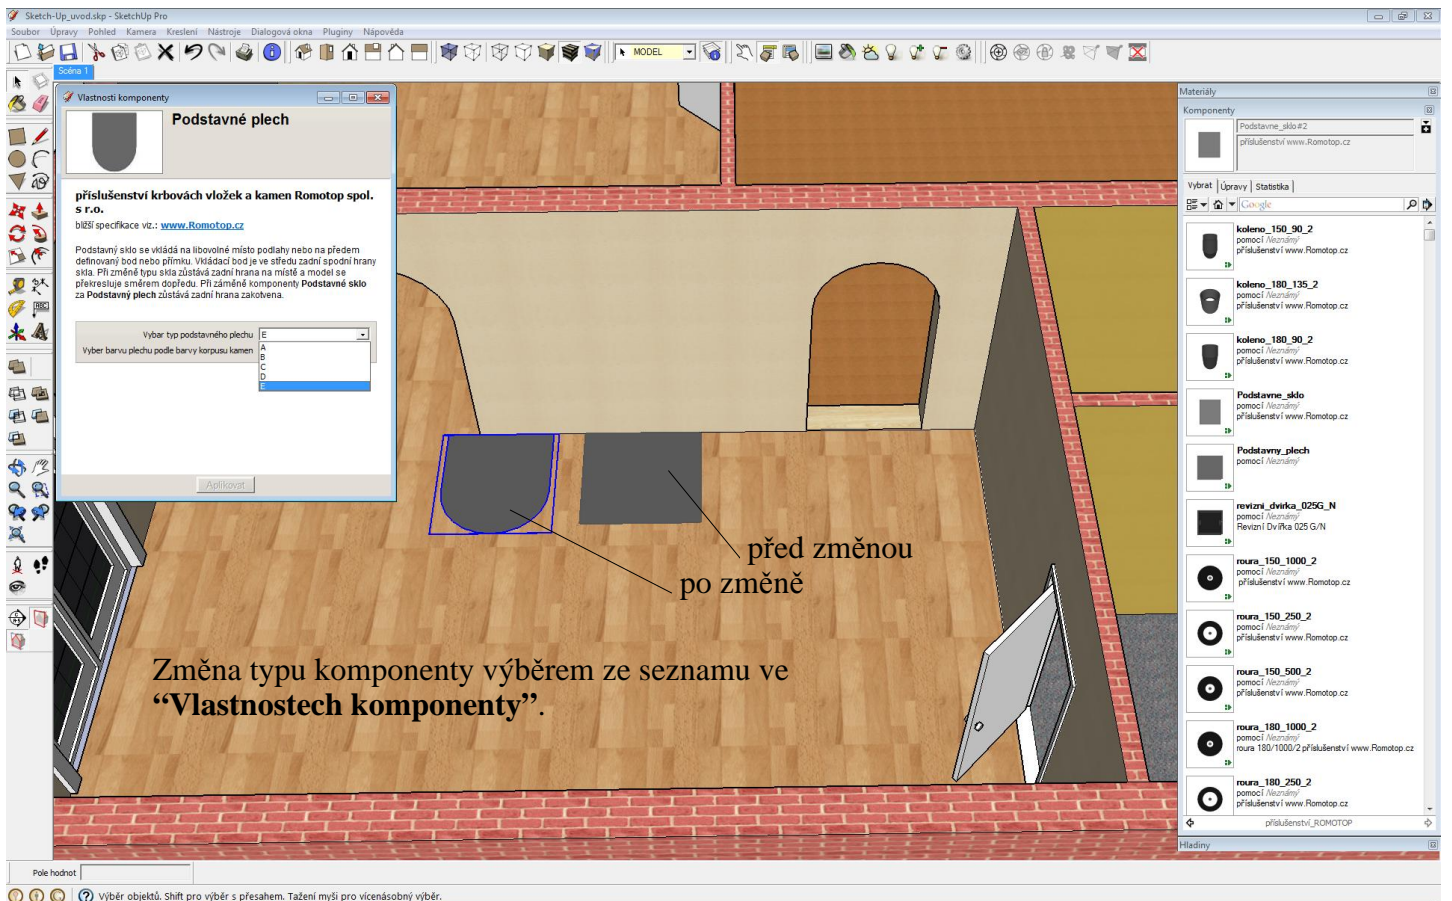 Sketch-Up_uvod.skp - SketchUp Pro
Soubor Úpravy Pohled Kamera Kreslení Nástroje Dialogová okna Pluginy Nápověda
MODEL
Scéna 1
Vlastnosti komponenty
Podstavné plech
příslušenství krbovách vložek a kamen Romotop spol.
s r.o.
bližší specifikace viz.: www.Romotop.cz
Podstavný sklo se vkládá na libovolné místo podlahy nebo na předem
definovaný bod nebo přímku. Vkládací bod je ve středu zadní spodní hrany
skla. Při změně typu skla zůstává zadní hrana na místě a model se
překresluje směrem dopředu. Při záměně komponenty Podstavné sklo
za Podstavný plech zůstává zadní hrana zakotvena.
Vybar typ podstavného plechu E
Vyber barvu plechu podle barvy korpusu kamen
A
B
C
D
E
Aplikovat
před změnou
po změně
Změna typu komponenty výběrem ze seznamu ve
“Vlastnostech komponenty”.
Materiály
Komponenty
Podstavne_sklo#2
příslušenství www.Romotop.cz
Vybrat Úpravy Statistika
Google
koleno_150_90_2
pomocí Neznámý
příslušenství www.Romotop.cz
koleno_180_135_2
pomocí Neznámý
příslušenství www.Romotop.cz
koleno_180_90_2
pomocí Neznámý
příslušenství www.Romotop.cz
Podstavne_sklo
pomocí Neznámý
příslušenství www.Romotop.cz
Podstavny_plech
pomocí Neznámý
revizni_dvirka_025G_N
pomocí Neznámý
Revizní Dvířka 025 G/N
roura_150_1000_2
pomocí Neznámý
příslušenství www.Romotop.cz
roura_150_250_2
pomocí Neznámý
příslušenství www.Romotop.cz
roura_150_500_2
pomocí Neznámý
příslušenství www.Romotop.cz
roura_180_1000_2
pomocí Neznámý
roura 180/1000/2 příslušenství www.Romotop.cz
roura_180_250_2
pomocí Neznámý
příslušenství www.Romotop.cz
příslušenství_ROMOTOP
Hladiny
Pole hodnot
Výběr objektů. Shift pro výběr s přesahem. Tažení myši pro vícenásobný výběr.